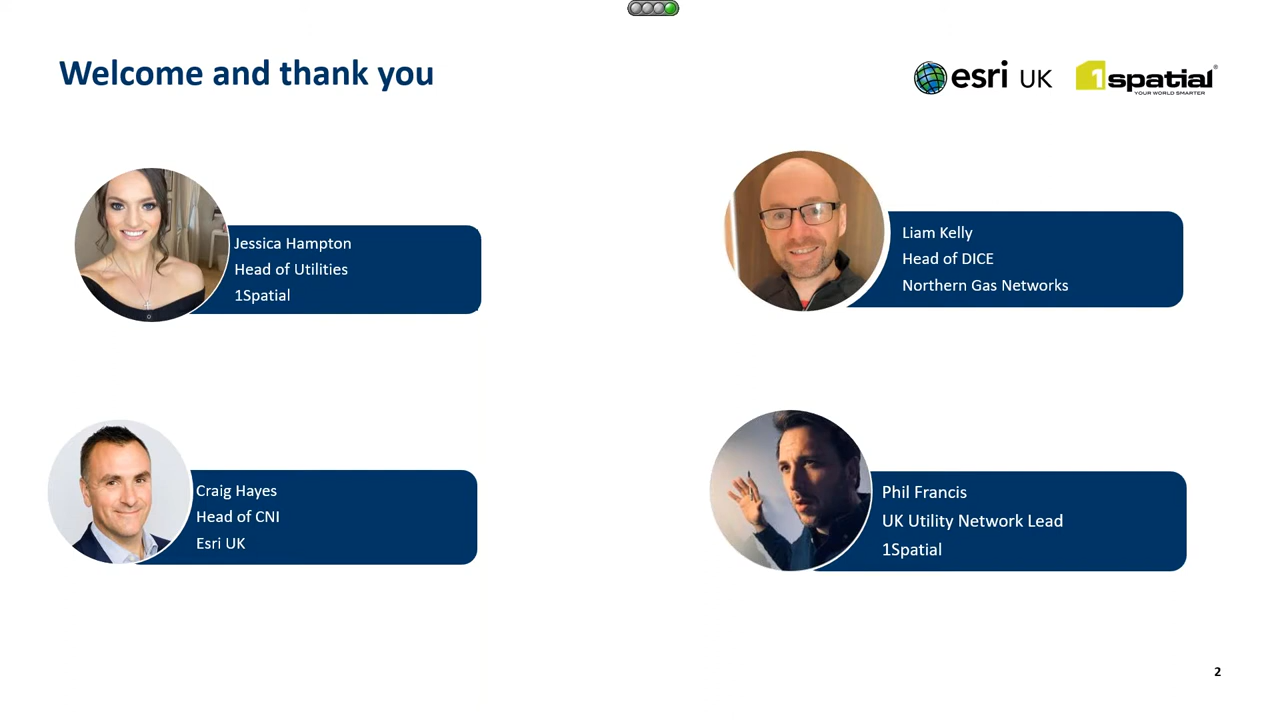 Welcome and thank you
esri UK
1spatial®
YOUR WORLD SMARTER
Jessica Hampton
Head of Utilities
1Spatial
Liam Kelly
Head of DICE
Northern Gas Networks
Craig Hayes
Head of CNI
Esri UK
Phil Francis
UK Utility Network Lead
1Spatial
2